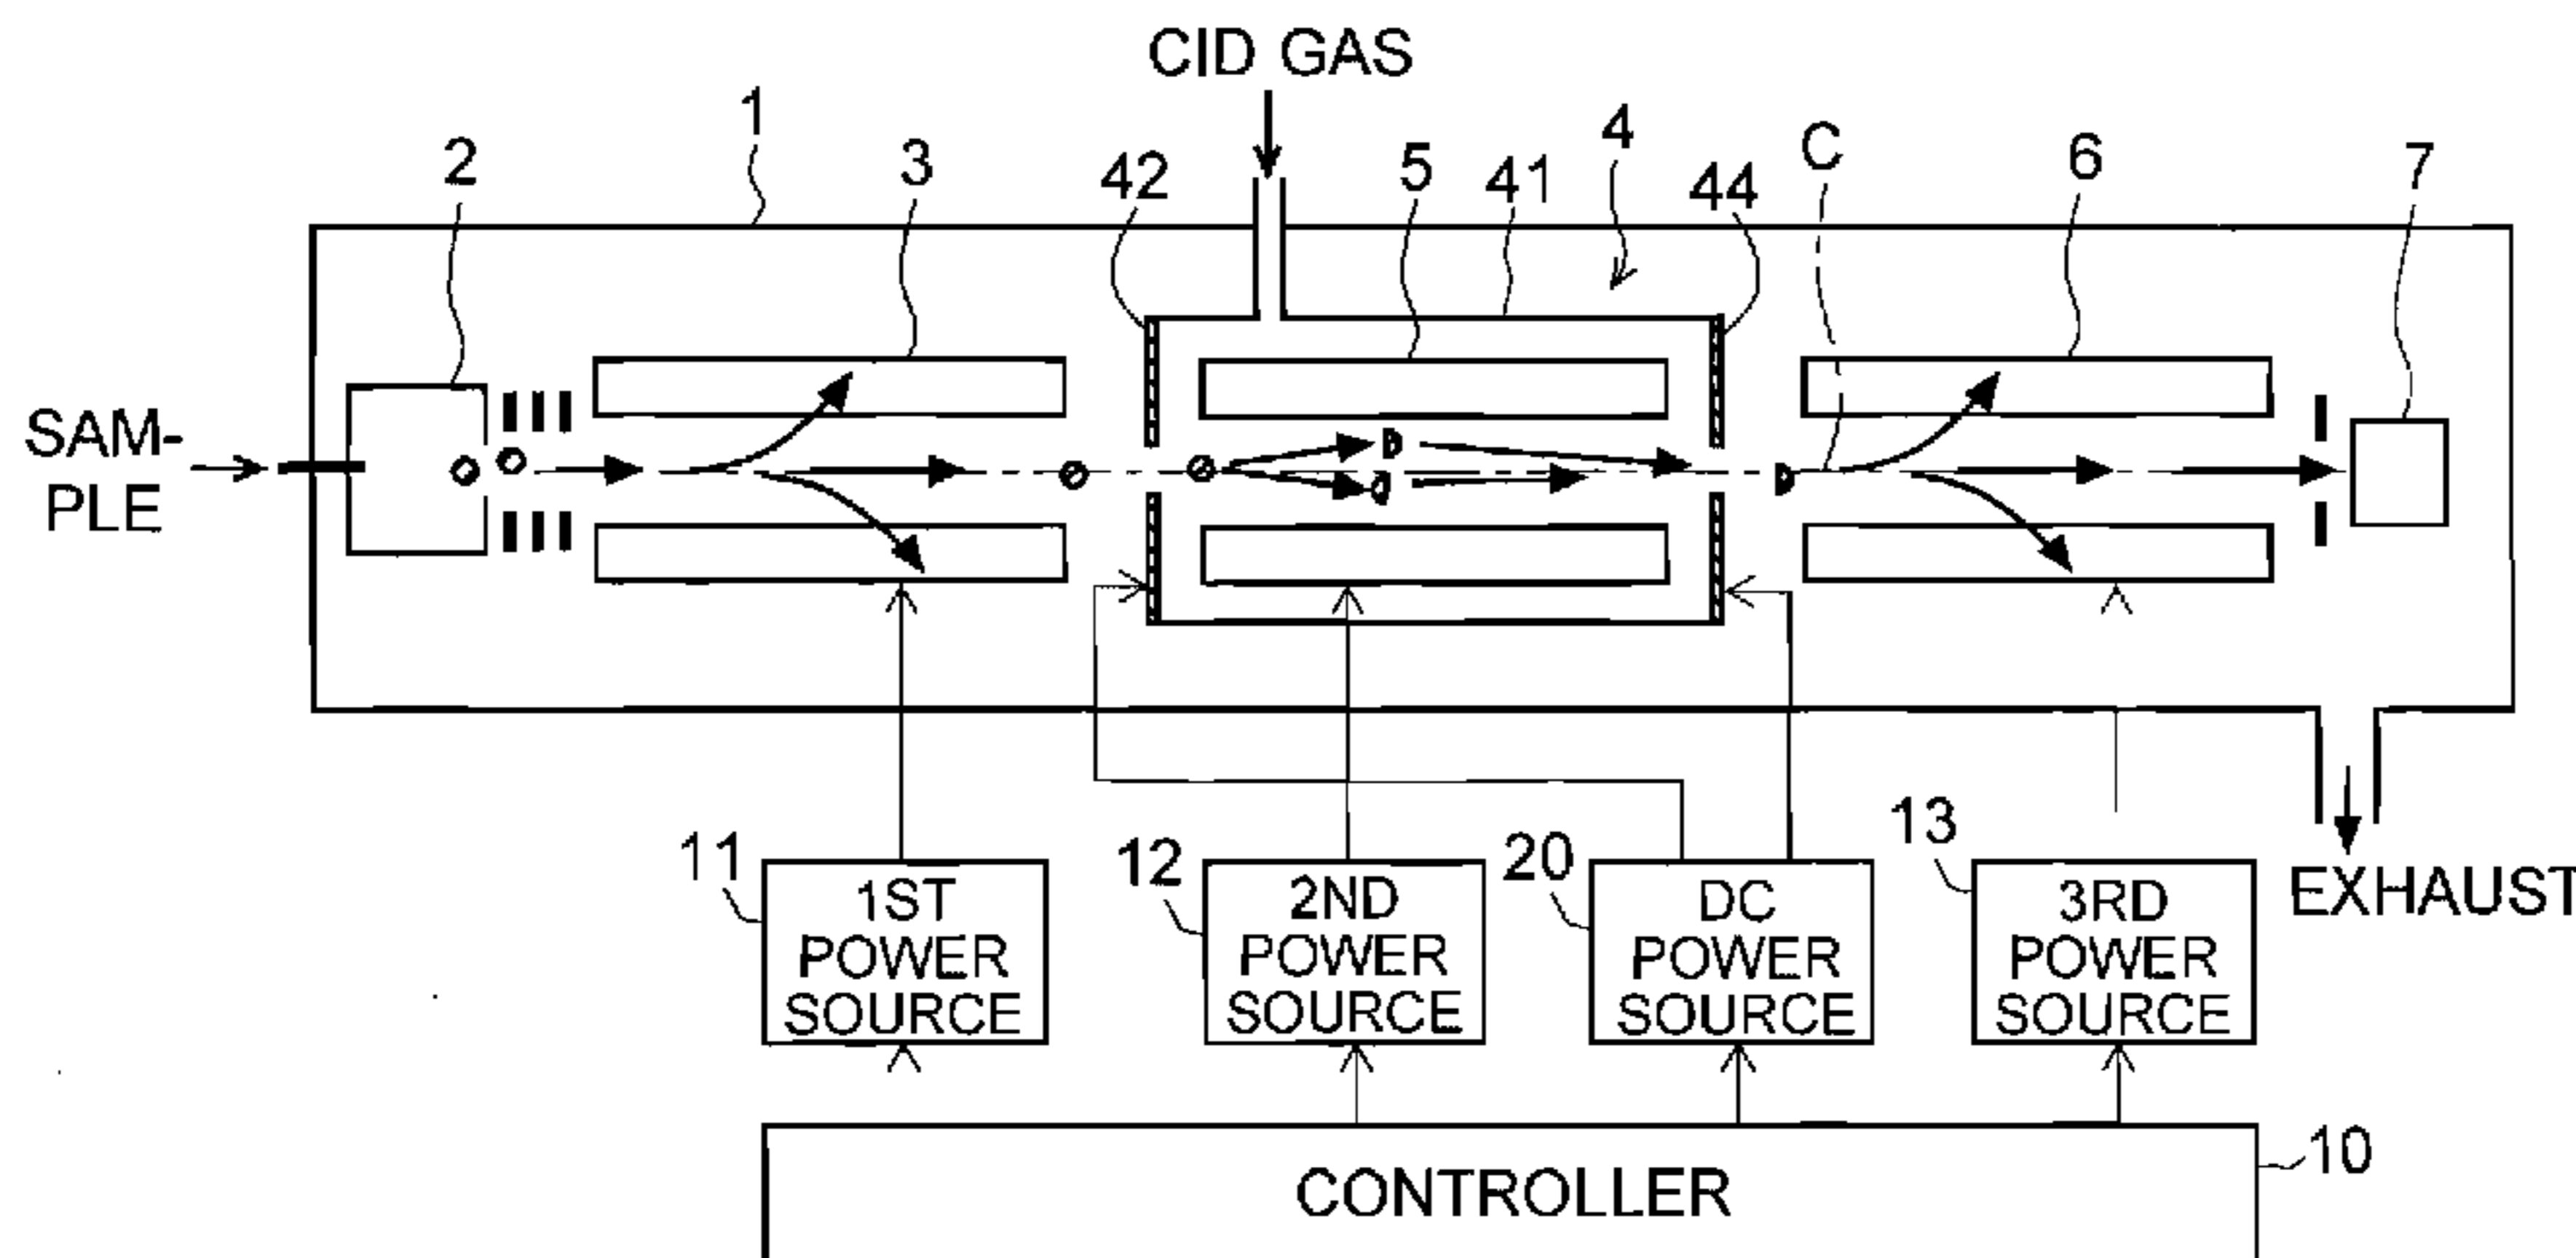 CID GAS
1
2
3
42
5
41
4
44
C
6
7
SAM-
PLE
11
1ST
POWER
SOURCE
12
2ND
POWER
SOURCE
20
DC
POWER
SOURCE
13
3RD
POWER
SOURCE
EXHAUST
CONTROLLER
10